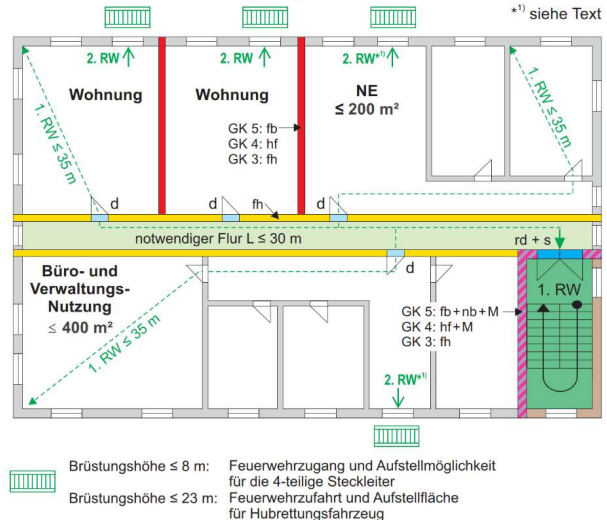 *1) siehe Text
2. RW
2. RW
2. RW*1)
Wohnung
Wohnung
NE
≤ 200 m²
1. RW ≤ 35 m
1. RW ≤ 35 m
GK 5: fb
GK 4: hf
GK 3: fh
d
d
fh
d
notwendiger Flur L ≤ 30 m
rd + s
d
Büro- und
Verwaltungs-
Nutzung
≤ 400 m²
1. RW ≤ 35 m
1. RW
GK 5: fb+nb+M
GK 4: hf+M
GK 3: fh
2. RW*1)
Brüstungshöhe ≤ 8 m: Feuerwehrzugang und Aufstellmöglichkeit
für die 4-teilige Steckleiter
Brüstungshöhe ≤ 23 m: Feuerwehrzufahrt und Aufstellfläche
für Hubrettungsfahrzeug